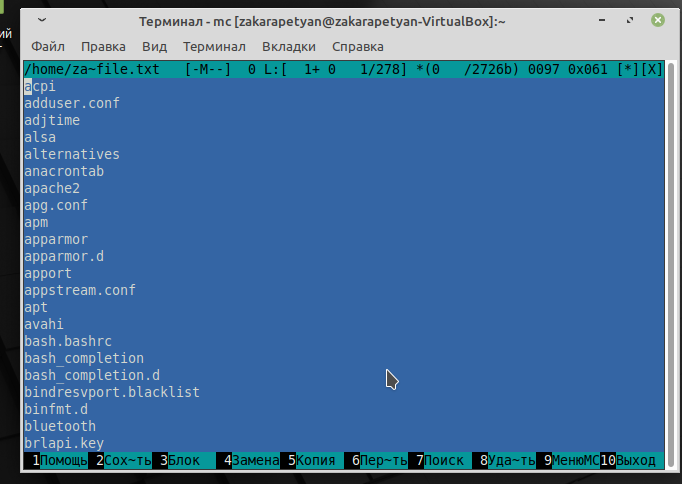 ий
Терминал - mc [zakarapetyan@zakarapetyan-VirtualBox]:~
Файл Правка Вид Терминал Вкладки Справка
/home/za~file.txt [-M--] 0 L:[ 1+ 0 1/278] *(0 /2726b) 0097 0x061 [*][X]
acpi
adduser.conf
adjtime
alsa
alternatives
anacrontab
apache2
apg.conf
apm
apparmor
apparmor.d
apport
appstream.conf
apt
avahi
bash.bashrc
bash_completion
bash_completion.d
bindresvport.blacklist
binfmt.d
bluetooth
brlapi.key
1Помощь 2Сох~ть 3Блок 4Замена 5Копия 6Пер~ть 7Поиск 8Уда~ть 9МенюMC 10Выход